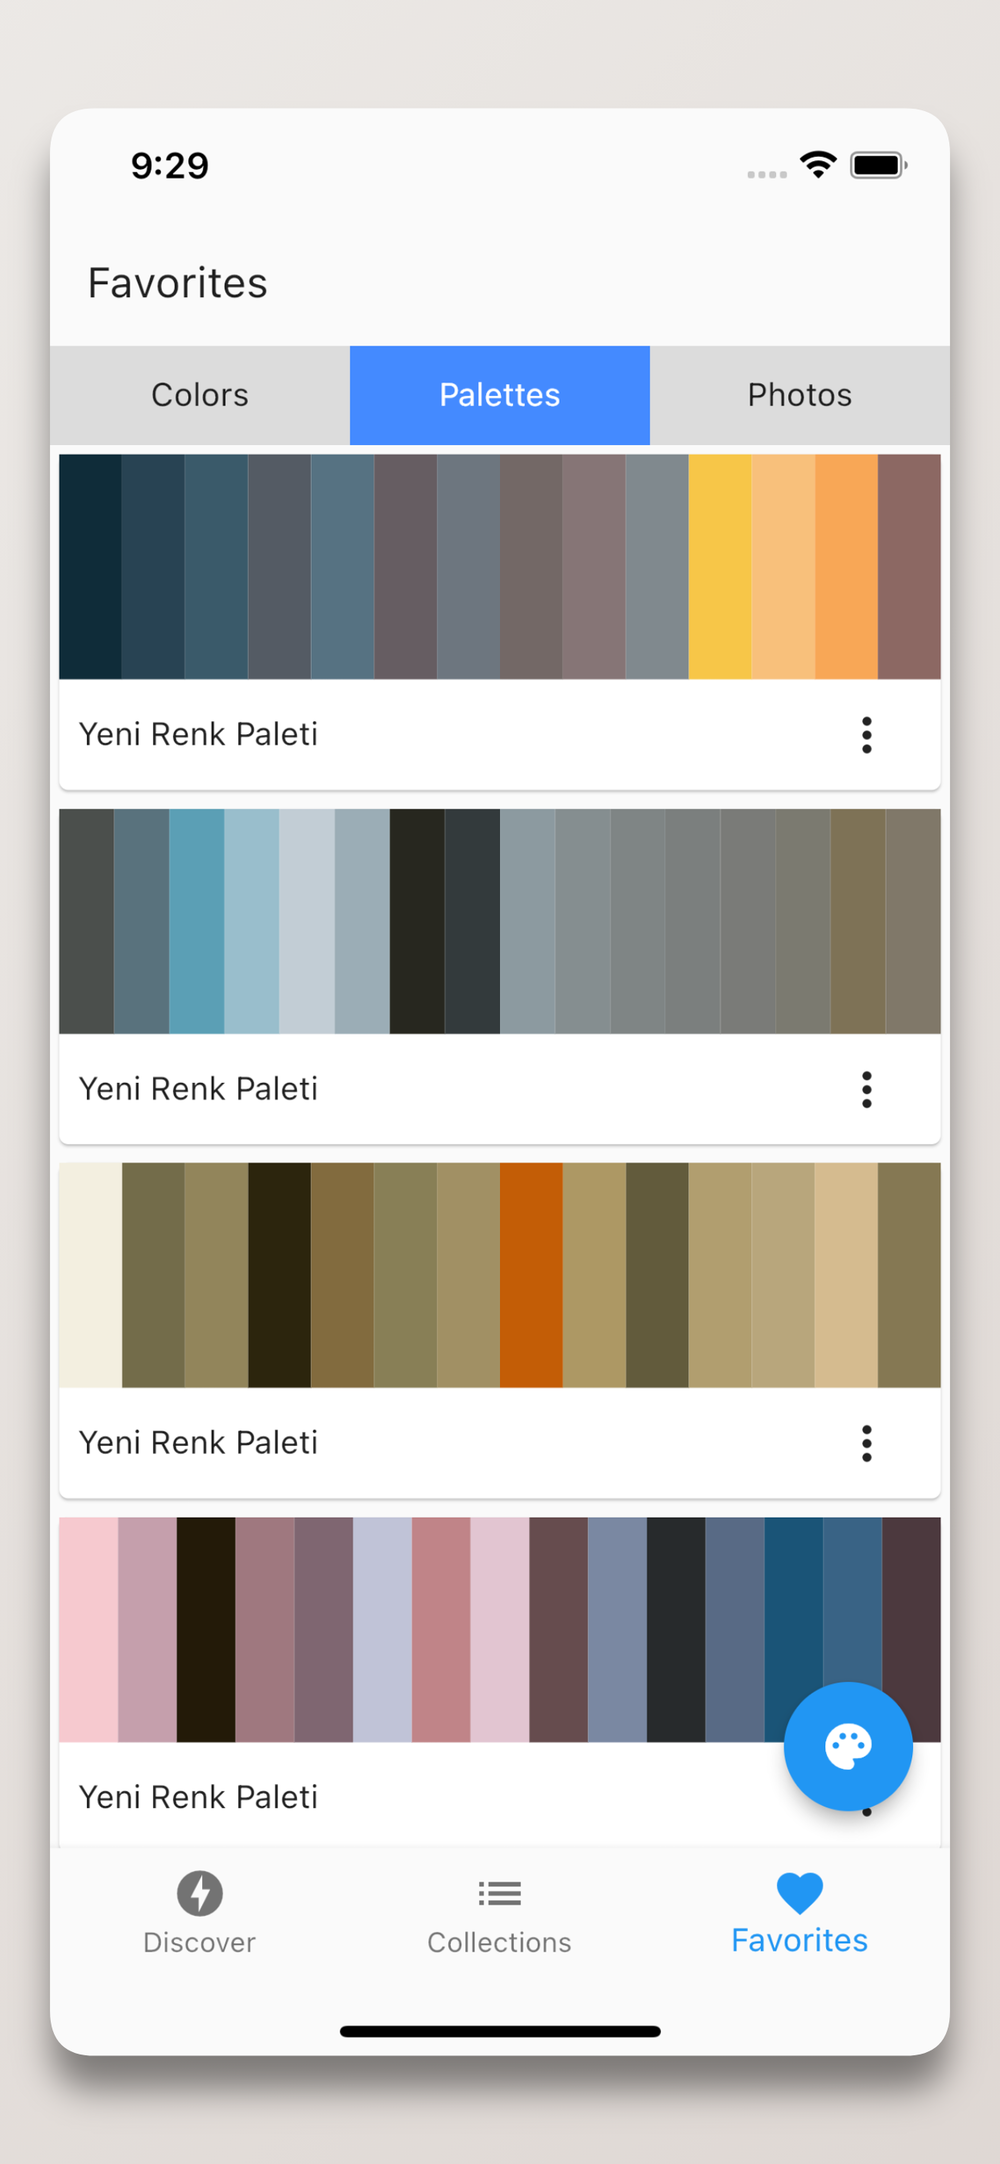 9:29
Favorites
Colors
Palettes
Photos
Yeni Renk Paleti
Yeni Renk Paleti
Yeni Renk Paleti
Yeni Renk Paleti
Discover
Collections
Favorites